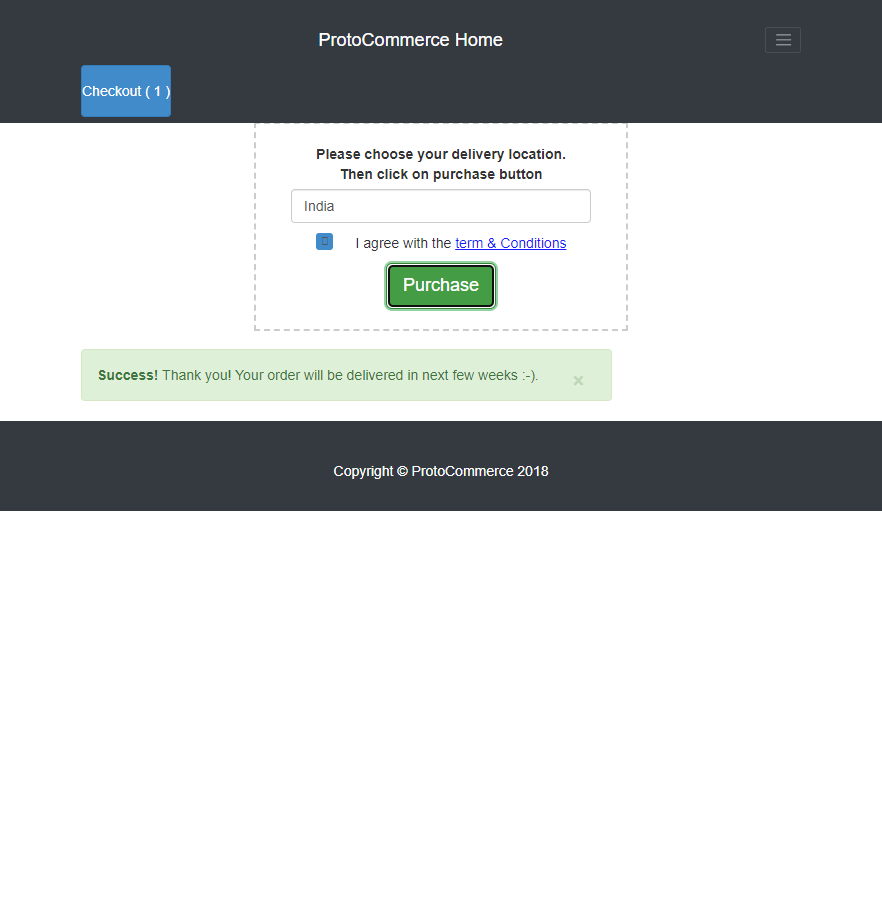 ProtoCommerce Home
Checkout ( 1 )
Please choose your delivery location.
Then click on purchase button
India
I agree with the term & Conditions
Purchase
Success! Thank you! Your order will be delivered in next few weeks :-).
×
Copyright © ProtoCommerce 2018